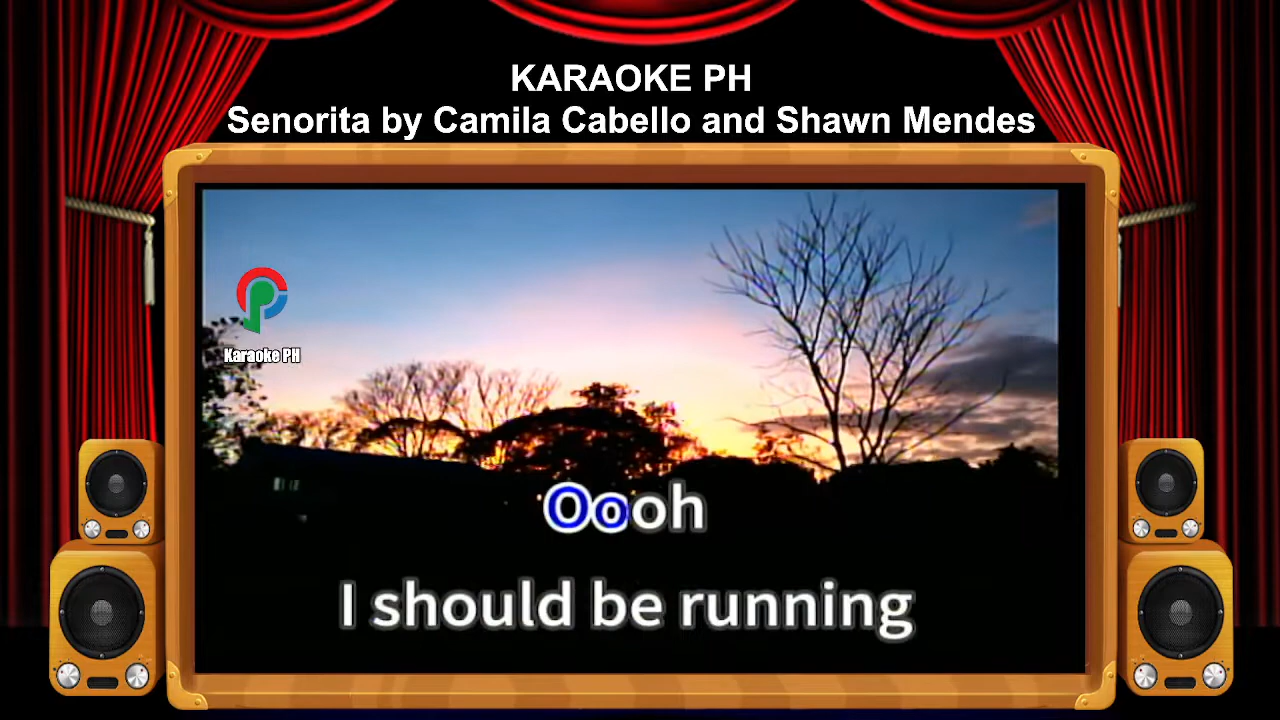 KARAOKE PH
Senorita by Camila Cabello and Shawn Mendes
Karaoke PH
Oooh
I should be running